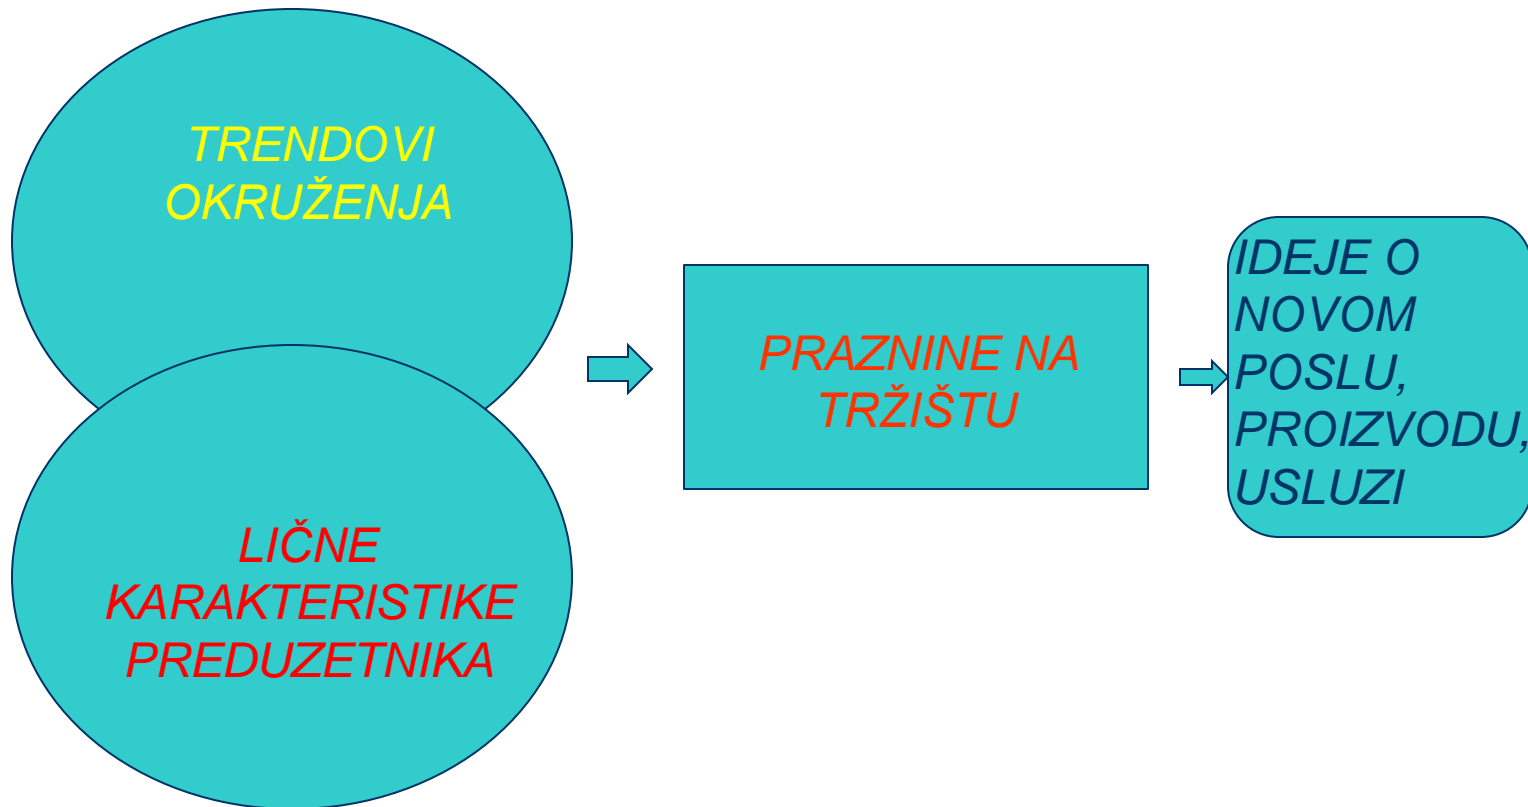 TRENDOVI
OKRUŽENJA
LIČNE
KARAKTERISTIKE
PREDUZETNIKA
PRAZNINE NA
TRŽIŠTU
IDEJE O
NOVOM
POSLU,
PROIZVODU,
USLUZI